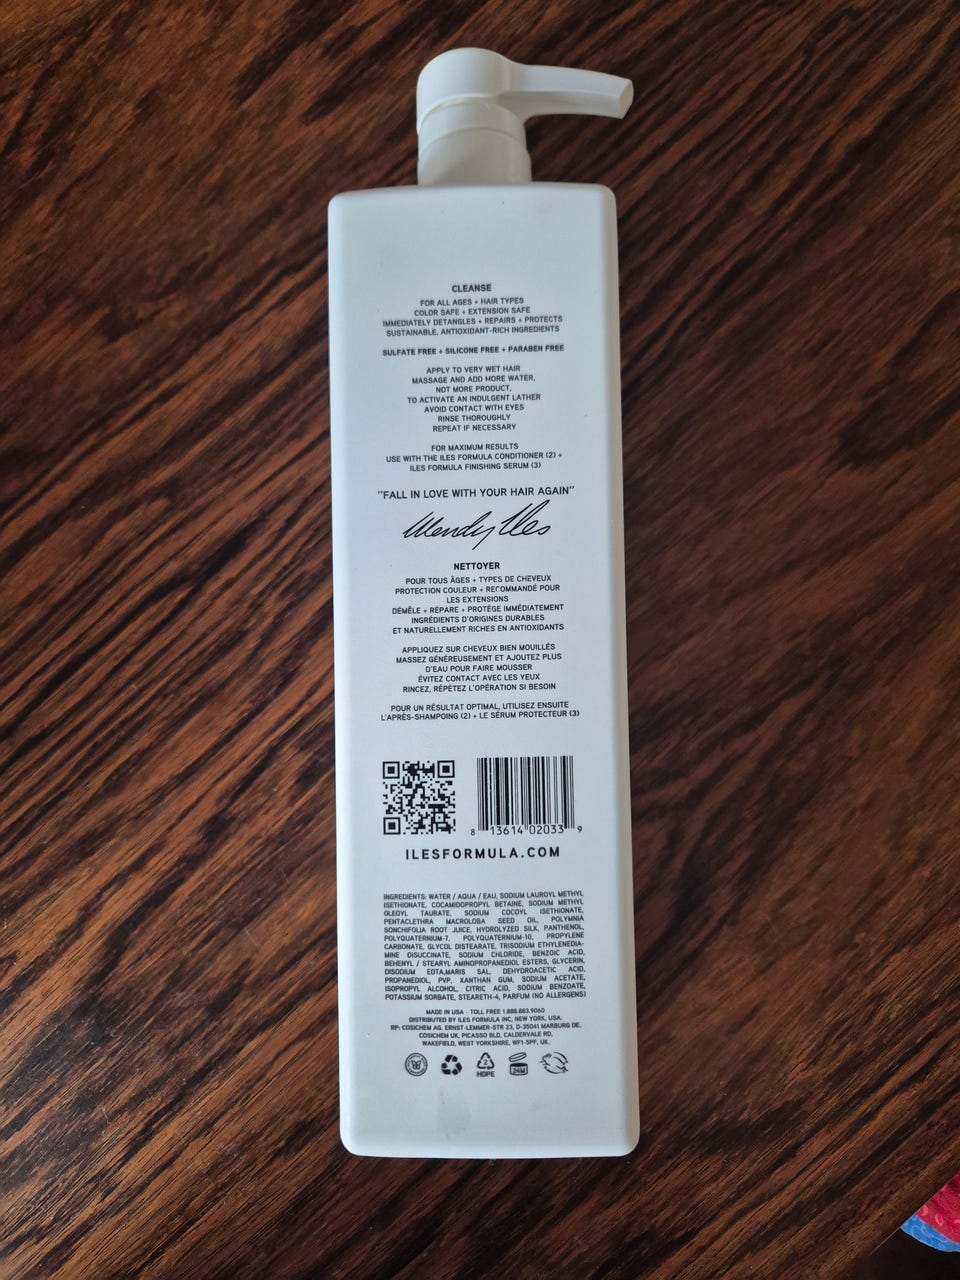 CLEANSE
FOR ALL AGES + HAIR TYPES
COLOR SAFE + EXTENSION SAFE
IMMEDIATELY DETANGLES + REPAIRS + PROTECTS
SUSTAINABLE, ANTIOXIDANT-RICH INGREDIENTS
SULFATE FREE + SILICONE FREE + PARABEN FREE
APPLY TO VERY WET HAIR
MASSAGE AND ADD MORE WATER,
NOT MORE PRODUCT,
TO ACTIVATE AN INDULGENT LATHER
AVOID CONTACT WITH EYES
RINSE THOROUGHLY
REPEAT IF NECESSARY
FOR MAXIMUM RESULTS
USE WITH THE ILES FORMULA CONDITIONER (2) +
ILES FORMULA FINISHING SERUM (3)
"FALL IN LOVE WITH YOUR HAIR AGAIN"
Wendy Iles
NETTOYER
POUR TOUS ÂGES + TYPES DE CHEVEUX
PROTECTION COULEUR + RECOMMANDÉ POUR
LES EXTENSIONS
DÉMÊLE + RÉPARE + PROTÈGE IMMÉDIATEMENT
INGRÉDIENTS D'ORIGINES DURABLES
ET NATURELLEMENT RICHES EN ANTIOXIDANTS
APPLIQUEZ SUR CHEVEUX BIEN MOUILLÉS
MASSEZ GÉNÉREUSEMENT ET AJOUTEZ PLUS
D'EAU POUR FAIRE MOUSSER
ÉVITEZ CONTACT AVEC LES YEUX
RINCEZ, RÉPÉTEZ L'OPÉRATION SI BESOIN
POUR UN RÉSULTAT OPTIMAL, UTILISEZ ENSUITE
L'APRÈS-SHAMPOING (2) + LE SÉRUM PROTECTEUR (3)
8 13614 02033 9
ILESFORMULA.COM
INGREDIENTS: WATER / AQUA / EAU, SODIUM LAUROYL METHYL
ISETHIONATE, COCAMIDOPROPYL BETAINE, SODIUM METHYL
OLEOYL TAURATE, SODIUM COCOYL ISETHIONATE,
PENTACLETHRA MACROLOBA SEED OIL, POLYMNIA
SONCHIFOLIA ROOT JUICE, HYDROLYZED SILK, PANTHENOL,
POLYQUATERNIUM-7, POLYQUATERNIUM-10, PROPYLENE
CARBONATE, GLYCOL DISTEARATE, TRISODIUM ETHYLENEDIA-
MINE DISUCCINATE, SODIUM CHLORIDE, BENZOIC ACID,
BEHENYL / STEARYL AMINOPROPANEDIOL ESTERS, GLYCERIN,
DISODIUM EDTA,MARIS SAL, DEHYDROACETIC ACID,
PROPANEDIOL, PVP, XANTHAN GUM, SODIUM ACETATE,
ISOPROPYL ALCOHOL, CITRIC ACID, SODIUM BENZOATE,
POTASSIUM SORBATE, STEARETH-4, PARFUM (NO ALLERGENS)
MADE IN USA - TOLL FREE 1.888.883.9060
DISTRIBUTED BY ILES FORMULA INC, NEW YORK, USA.
RP: COSICHEM AG. ERNST-LEMMER-STR 23, D-35041 MARBURG DE.
COSICHEM UK, PICASSO BLD, CALDERVALE RD,
WAKEFIELD, WEST YORKSHIRE, WF1-5PF, UK.
2
HDPE
24M